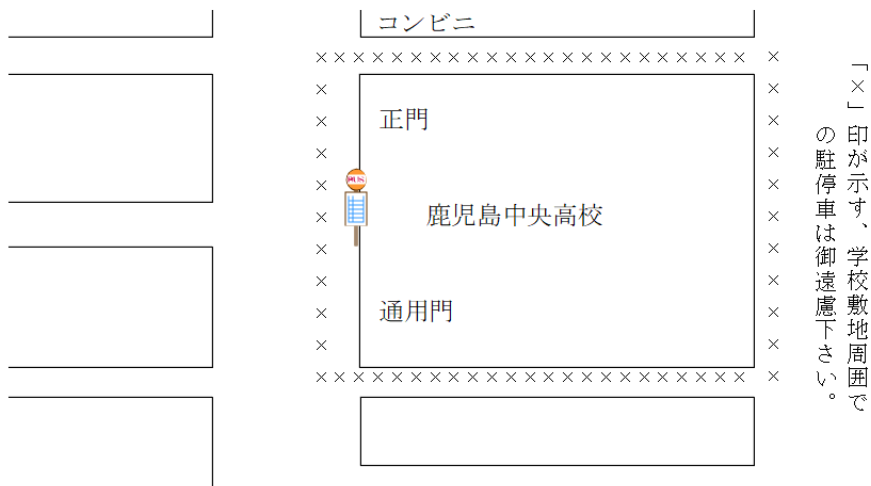 コンビニ
正門
BUS
鹿児島中央高校
通用門
「×」印が示す、学校敷地周囲で
の駐停車は御遠慮下さい。